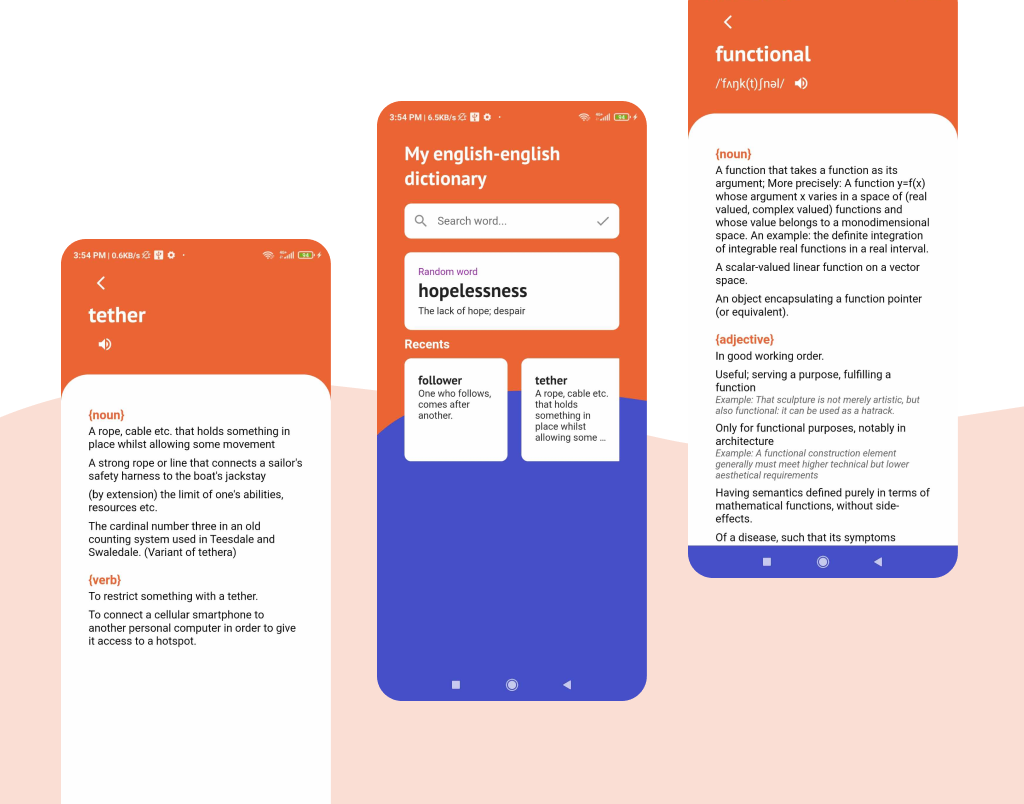 3:54 PM | 0.6KB/s
54
tether
{noun}
A rope, cable etc. that holds something in
place whilst allowing some movement
A strong rope or line that connects a sailor's
safety harness to the boat's jackstay
(by extension) the limit of one's abilities,
resources etc.
The cardinal number three in an old
counting system used in Teesdale and
Swaledale. (Variant of tethera)
{verb}
To restrict something with a tether.
To connect a cellular smartphone to
another personal computer in order to give
it access to a hotspot.
3:54 PM | 6.5KB/s
54
My english-english
dictionary
Search word...
Random word
hopelessness
The lack of hope; despair
Recents
follower
One who follows,
comes after
another.
tether
A rope, cable etc.
that holds
something in
place whilst
allowing some ...
functional
/ˈfʌŋk(t)ʃnəl/
{noun}
A function that takes a function as its
argument; More precisely: A function y=f(x)
whose argument x varies in a space of (real
valued, complex valued) functions and
whose value belongs to a monodimensional
space. An example: the definite integration
of integrable real functions in a real interval.
A scalar-valued linear function on a vector
space.
An object encapsulating a function pointer
(or equivalent).
{adjective}
In good working order.
Useful; serving a purpose, fulfilling a
function
Example: That sculpture is not merely artistic, but
also functional: it can be used as a hatrack.
Only for functional purposes, notably in
architecture
Example: A functional construction element
generally must meet higher technical but lower
aesthetical requirements
Having semantics defined purely in terms of
mathematical functions, without side-
effects.
Of a disease, such that its symptoms